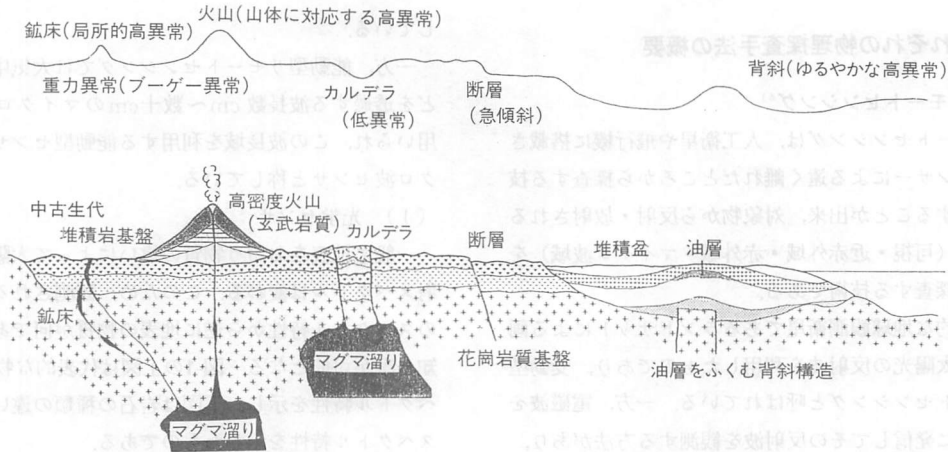 鉱床(局所的高異常)
火山(山体に対応する高異常)
重力異常(ブーゲー異常)
カルデラ
(低異常)
断層
(急傾斜)
背斜(ゆるやかな高異常)
中古生代
堆積岩基盤
高密度火山
(玄武岩質)
カルデラ
断層
堆積盆
油層
鉱床
マグマ溜り
花崗岩質基盤
油層をふくむ背斜構造
マグマ溜り